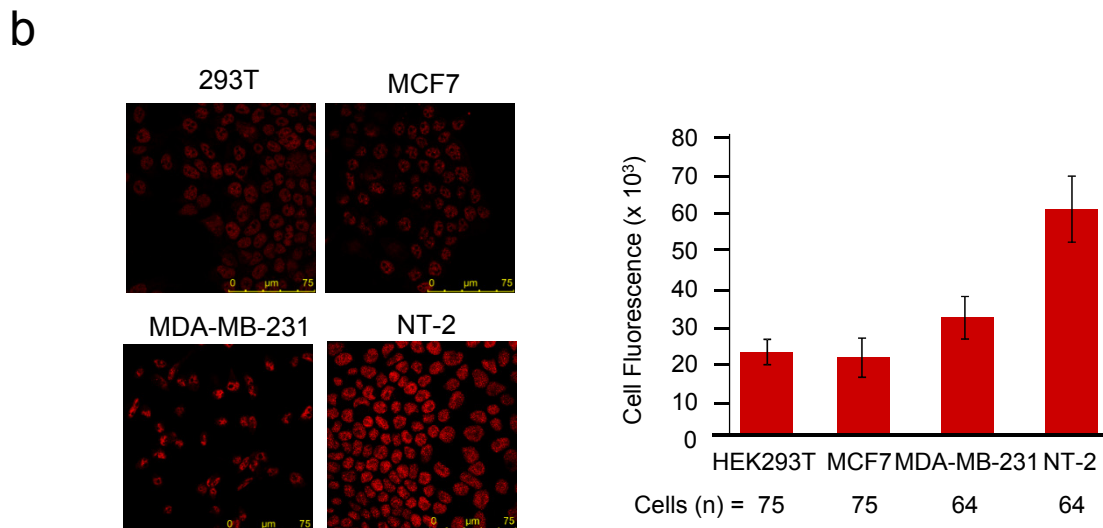 b
293T
MCF7
0 µm 75
0 µm 75
MDA-MB-231
NT-2
0 µm 75
0 µm 75
Cell Fluorescence (x 10³)
80
70
60
50
40
30
20
10
0
HEK293T MCF7 MDA-MB-231 NT-2
Cells (n) = 75 75 64 64